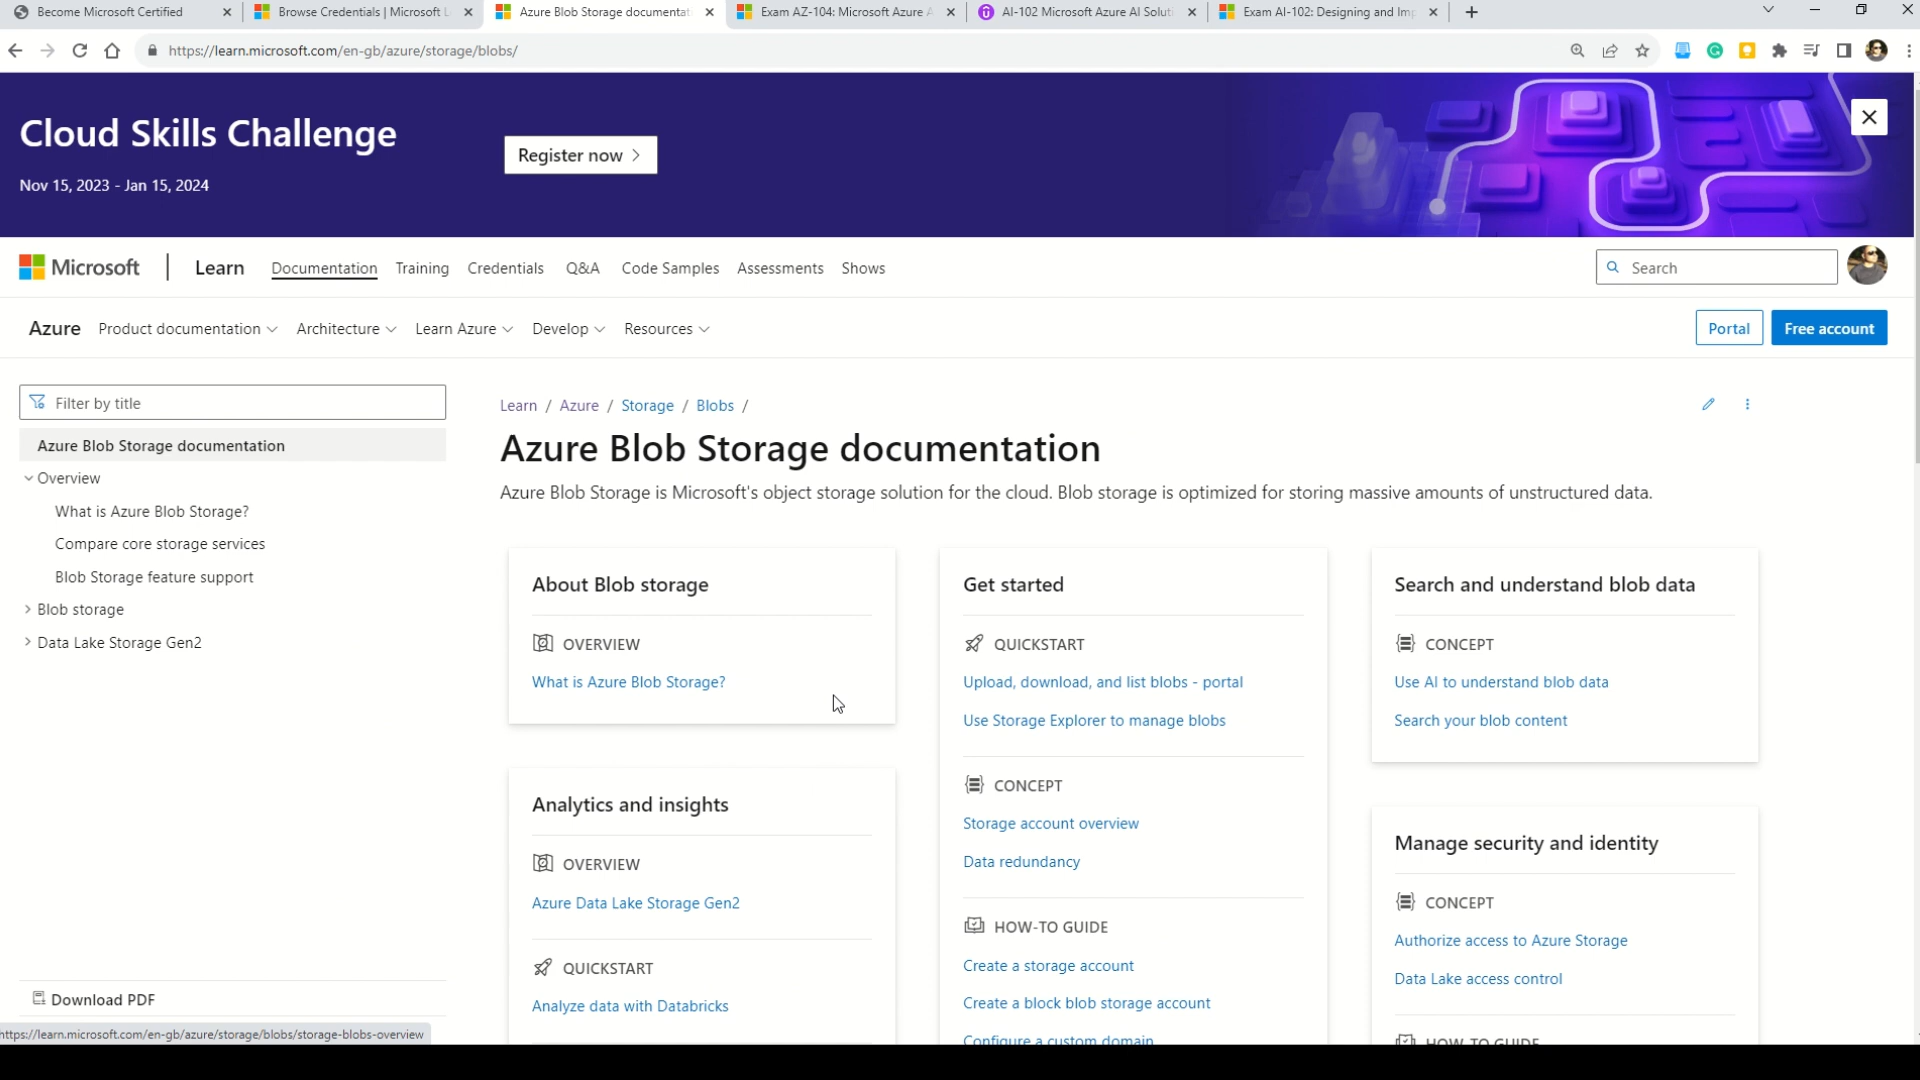 Become Microsoft Certified
Browse Credentials | Microsoft L
Azure Blob Storage documentat
Exam AZ-104: Microsoft Azure A
AI-102 Microsoft Azure AI Soluti
Exam AI-102: Designing and Imp
https://learn.microsoft.com/en-gb/azure/storage/blobs/
Cloud Skills Challenge
Nov 15, 2023 - Jan 15, 2024
Register now
Microsoft
Learn
Documentation
Training
Credentials
Q&A
Code Samples
Assessments
Shows
Search
Azure
Product documentation
Architecture
Learn Azure
Develop
Resources
Portal
Free account
Filter by title
Azure Blob Storage documentation
Overview
What is Azure Blob Storage?
Compare core storage services
Blob Storage feature support
Blob storage
Data Lake Storage Gen2
Download PDF
https://learn.microsoft.com/en-gb/azure/storage/blobs/storage-blobs-overview
Learn / Azure / Storage / Blobs /
Azure Blob Storage documentation
Azure Blob Storage is Microsoft's object storage solution for the cloud. Blob storage is optimized for storing massive amounts of unstructured data.
About Blob storage
OVERVIEW
What is Azure Blob Storage?
Analytics and insights
OVERVIEW
Azure Data Lake Storage Gen2
QUICKSTART
Analyze data with Databricks
Get started
QUICKSTART
Upload, download, and list blobs - portal
Use Storage Explorer to manage blobs
CONCEPT
Storage account overview
Data redundancy
HOW-TO GUIDE
Create a storage account
Create a block blob storage account
Configure a custom domain
Search and understand blob data
CONCEPT
Use AI to understand blob data
Search your blob content
Manage security and identity
CONCEPT
Authorize access to Azure Storage
Data Lake access control
HOW-TO GUIDE